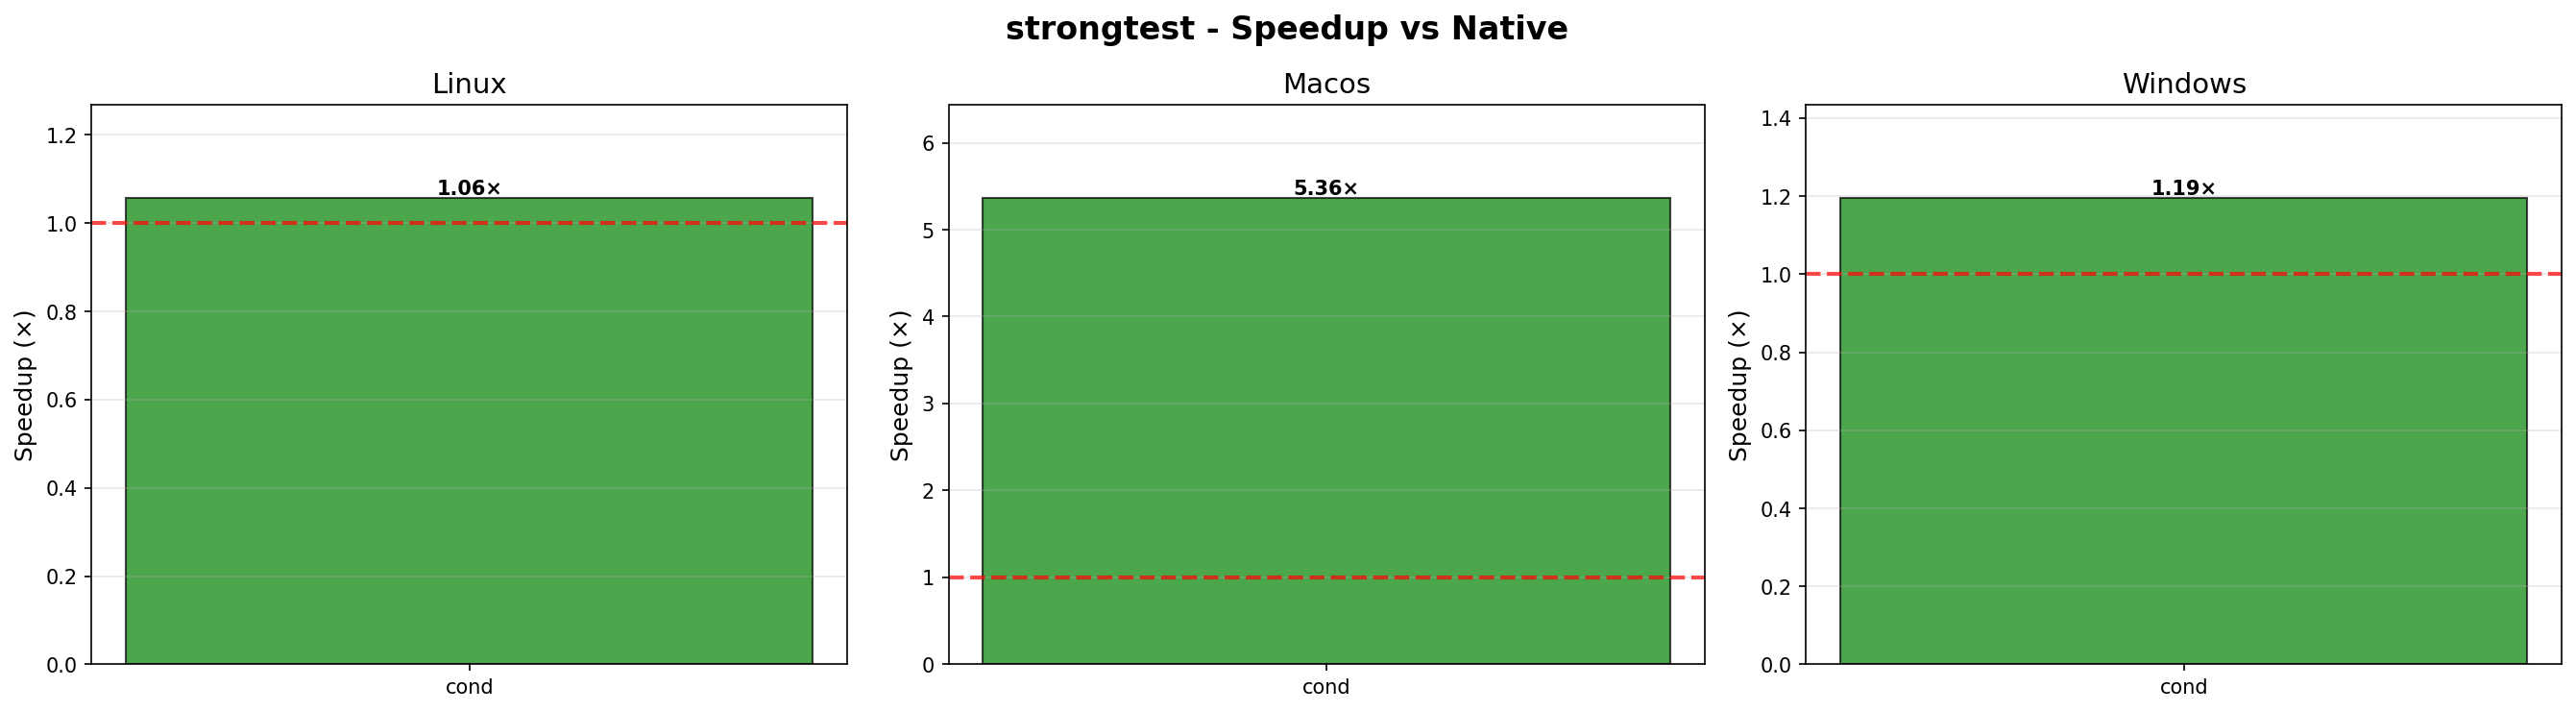 strongtest - Speedup vs Native
Linux
Speedup (×)
1.2
1.0
0.8
0.6
0.4
0.2
0.0
1.06×
cond
Macos
Speedup (×)
6
5
4
3
2
1
0
5.36×
cond
Windows
Speedup (×)
1.4
1.2
1.0
0.8
0.6
0.4
0.2
0.0
1.19×
cond